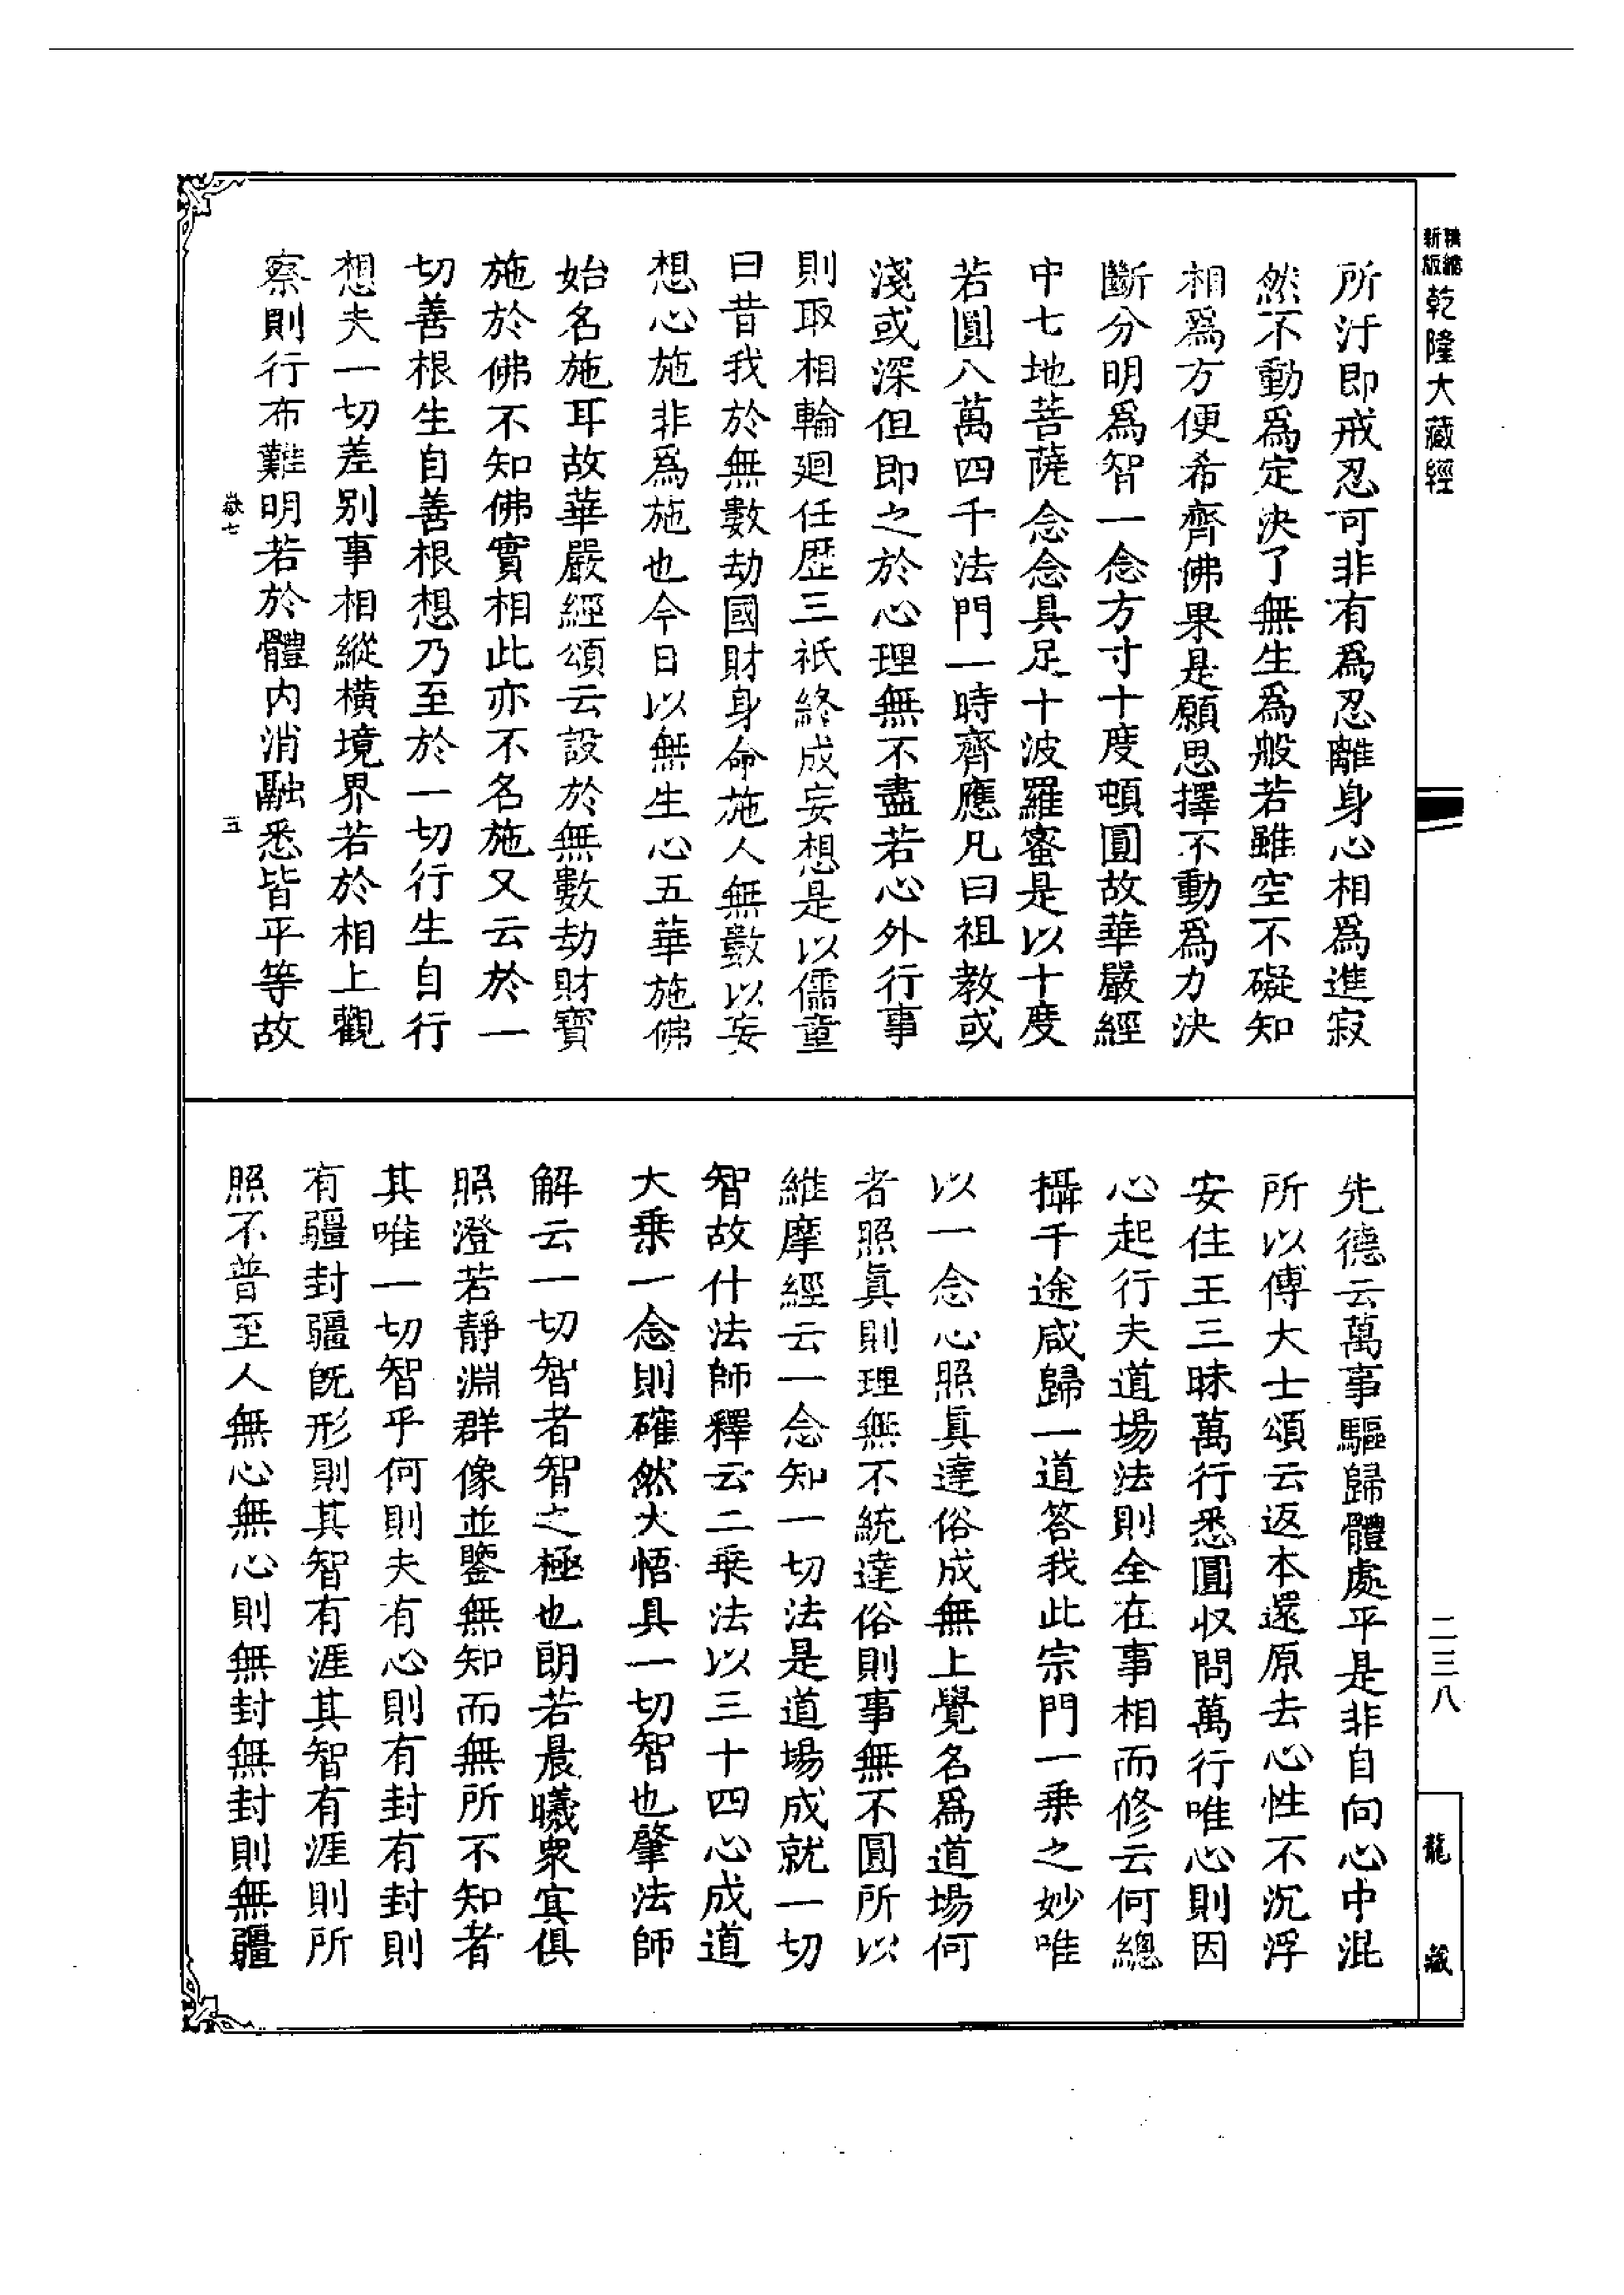 精縮新版
乾隆大藏經
所汙即戒忍可非有爲忍離身心相爲進寂
然不動爲定決了無生爲般若雖空不礙知
相爲方便希齊佛果是願思擇不動爲力決
斷分明爲智一念方寸十度頓圓故華嚴經
中七地菩薩念念具足十波羅蜜是以十度
若圓八萬四千法門一時齊應凡曰祖教或
淺或深但即之於心理無不盡若心外行事
則取相輪廻任歷三祇終成妄想是以儒童
曰昔我於無數劫國財身命施人無數以妄
想心施非爲施也今日以無生心五華施佛
始名施耳故華嚴經頌云設於無數劫財寶
施於佛不知佛實相此亦不名施又云於一
切善根生自善根想乃至於一切行生自行
想夫一切差別事相縱橫境界若於相上觀
察則行布難明若於體内消融悉皆平等故
七
五
先德云萬事驅歸體處平是非自向心中混
所以傅大士頌云返本還原去心性不沉浮
安住王三昧萬行悉圓収問萬行唯心則因
心起行夫道場法則全在事相而修云何總
攝千途咸歸一道答我此宗門一乗之妙唯
以一念心照眞達俗成無上覺名爲道場何
者照眞則理無不統達俗則事無不圓所以
維摩經云一念知一切法是道場成就一切
智故什法師釋云二乗法以三十四心成道
大乗一念則確然大悟具一切智也肇法師
解云一切智者智之極也朗若晨曦衆冥俱
照澄若靜淵群像並鑒無知而無所不知者
其唯一切智乎何則夫有心則有封有封則
有疆封疆旣形則其智有涯其智有涯則所
照不普至人無心無心則無封無封則無疆
二三八
龍藏